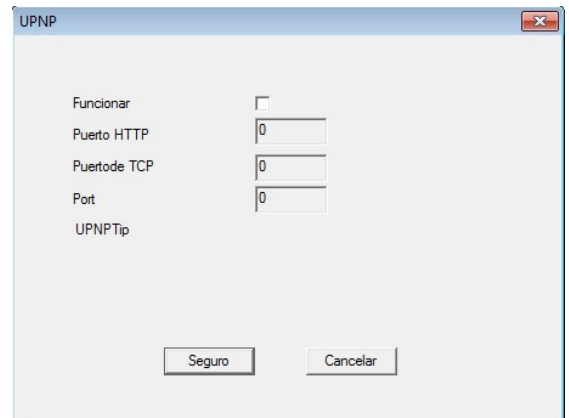 UPNP
Funcionar
Puerto HTTP 0
Puertode TCP 0
Port 0
UPNPTip
Seguro Cancelar